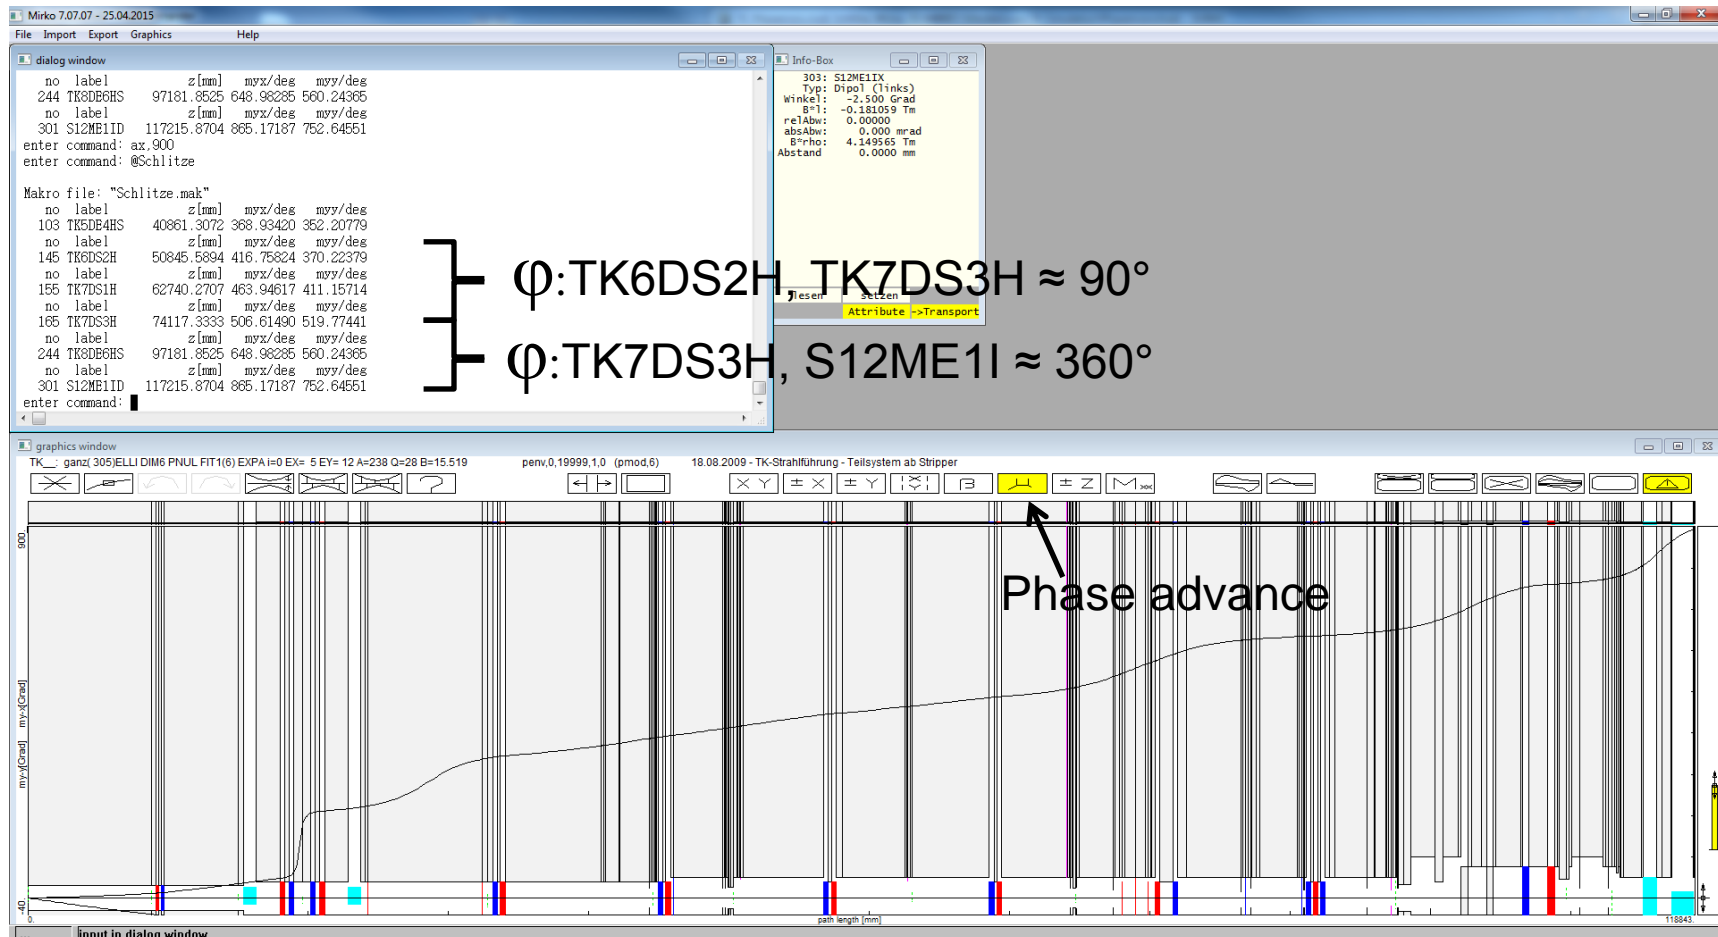 Mirko 7.07.07 - 25.04.2015
File Import Export Graphics Help
dialog window
no label z[mm] myx/deg myy/deg
244 TK8DB6HS 97181.8525 648.98285 560.24365
no label z[mm] myx/deg myy/deg
301 S12ME1ID 117215.8704 865.17187 752.64551
enter command: ax,900
enter command: @Schlitze
Makro file: "Schlitze.mak"
no label z[mm] myx/deg myy/deg
103 TK5DB4HS 40861.3072 368.93420 352.20779
no label z[mm] myx/deg myy/deg
145 TK6DS2H 50845.5894 416.75824 370.22379
no label z[mm] myx/deg myy/deg
155 TK7DS1H 62740.2707 463.94617 411.15714
no label z[mm] myx/deg myy/deg
165 TK7DS3H 74117.3333 506.61490 519.77441
no label z[mm] myx/deg myy/deg
244 TK8DB6HS 97181.8525 648.98285 560.24365
no label z[mm] myx/deg myy/deg
301 S12ME1ID 117215.8704 865.17187 752.64551
enter command:
Info-Box
303: S12ME1IX
Typ: Dipol (links)
Winkel: -2.500 Grad
B*l: -0.181059 Tm
relAbw: 0.00000
absAbw: 0.000 mrad
B*rho: 4.149565 Tm
Abstand 0.0000 mm
lesen setzen
Attribute ->Transport
φ:TK6DS2H, TK7DS3H ≈ 90°
φ:TK7DS3H, S12ME1I ≈ 360°
graphics window
TK__: ganz( 305)ELLI DIM6 PNUL FIT1(6) EXPA i=0 EX= 5 EY= 12 A=238 Q=28 B=15.519 penv,0,19999,1,0 (pmod,6) 18.08.2009 - TK-Strahlführung - Teilsystem ab Stripper
X Y ± X ± Y β μ ± Z M
Phase advance
900.
my-x[Grad]
my-y[Grad]
-40.
0. path length [mm] 118843.
input in dialog window